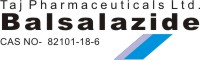 Taj Pharmaceuticals Ltd.
Balsalazide
CAS NO- 82101-18-6